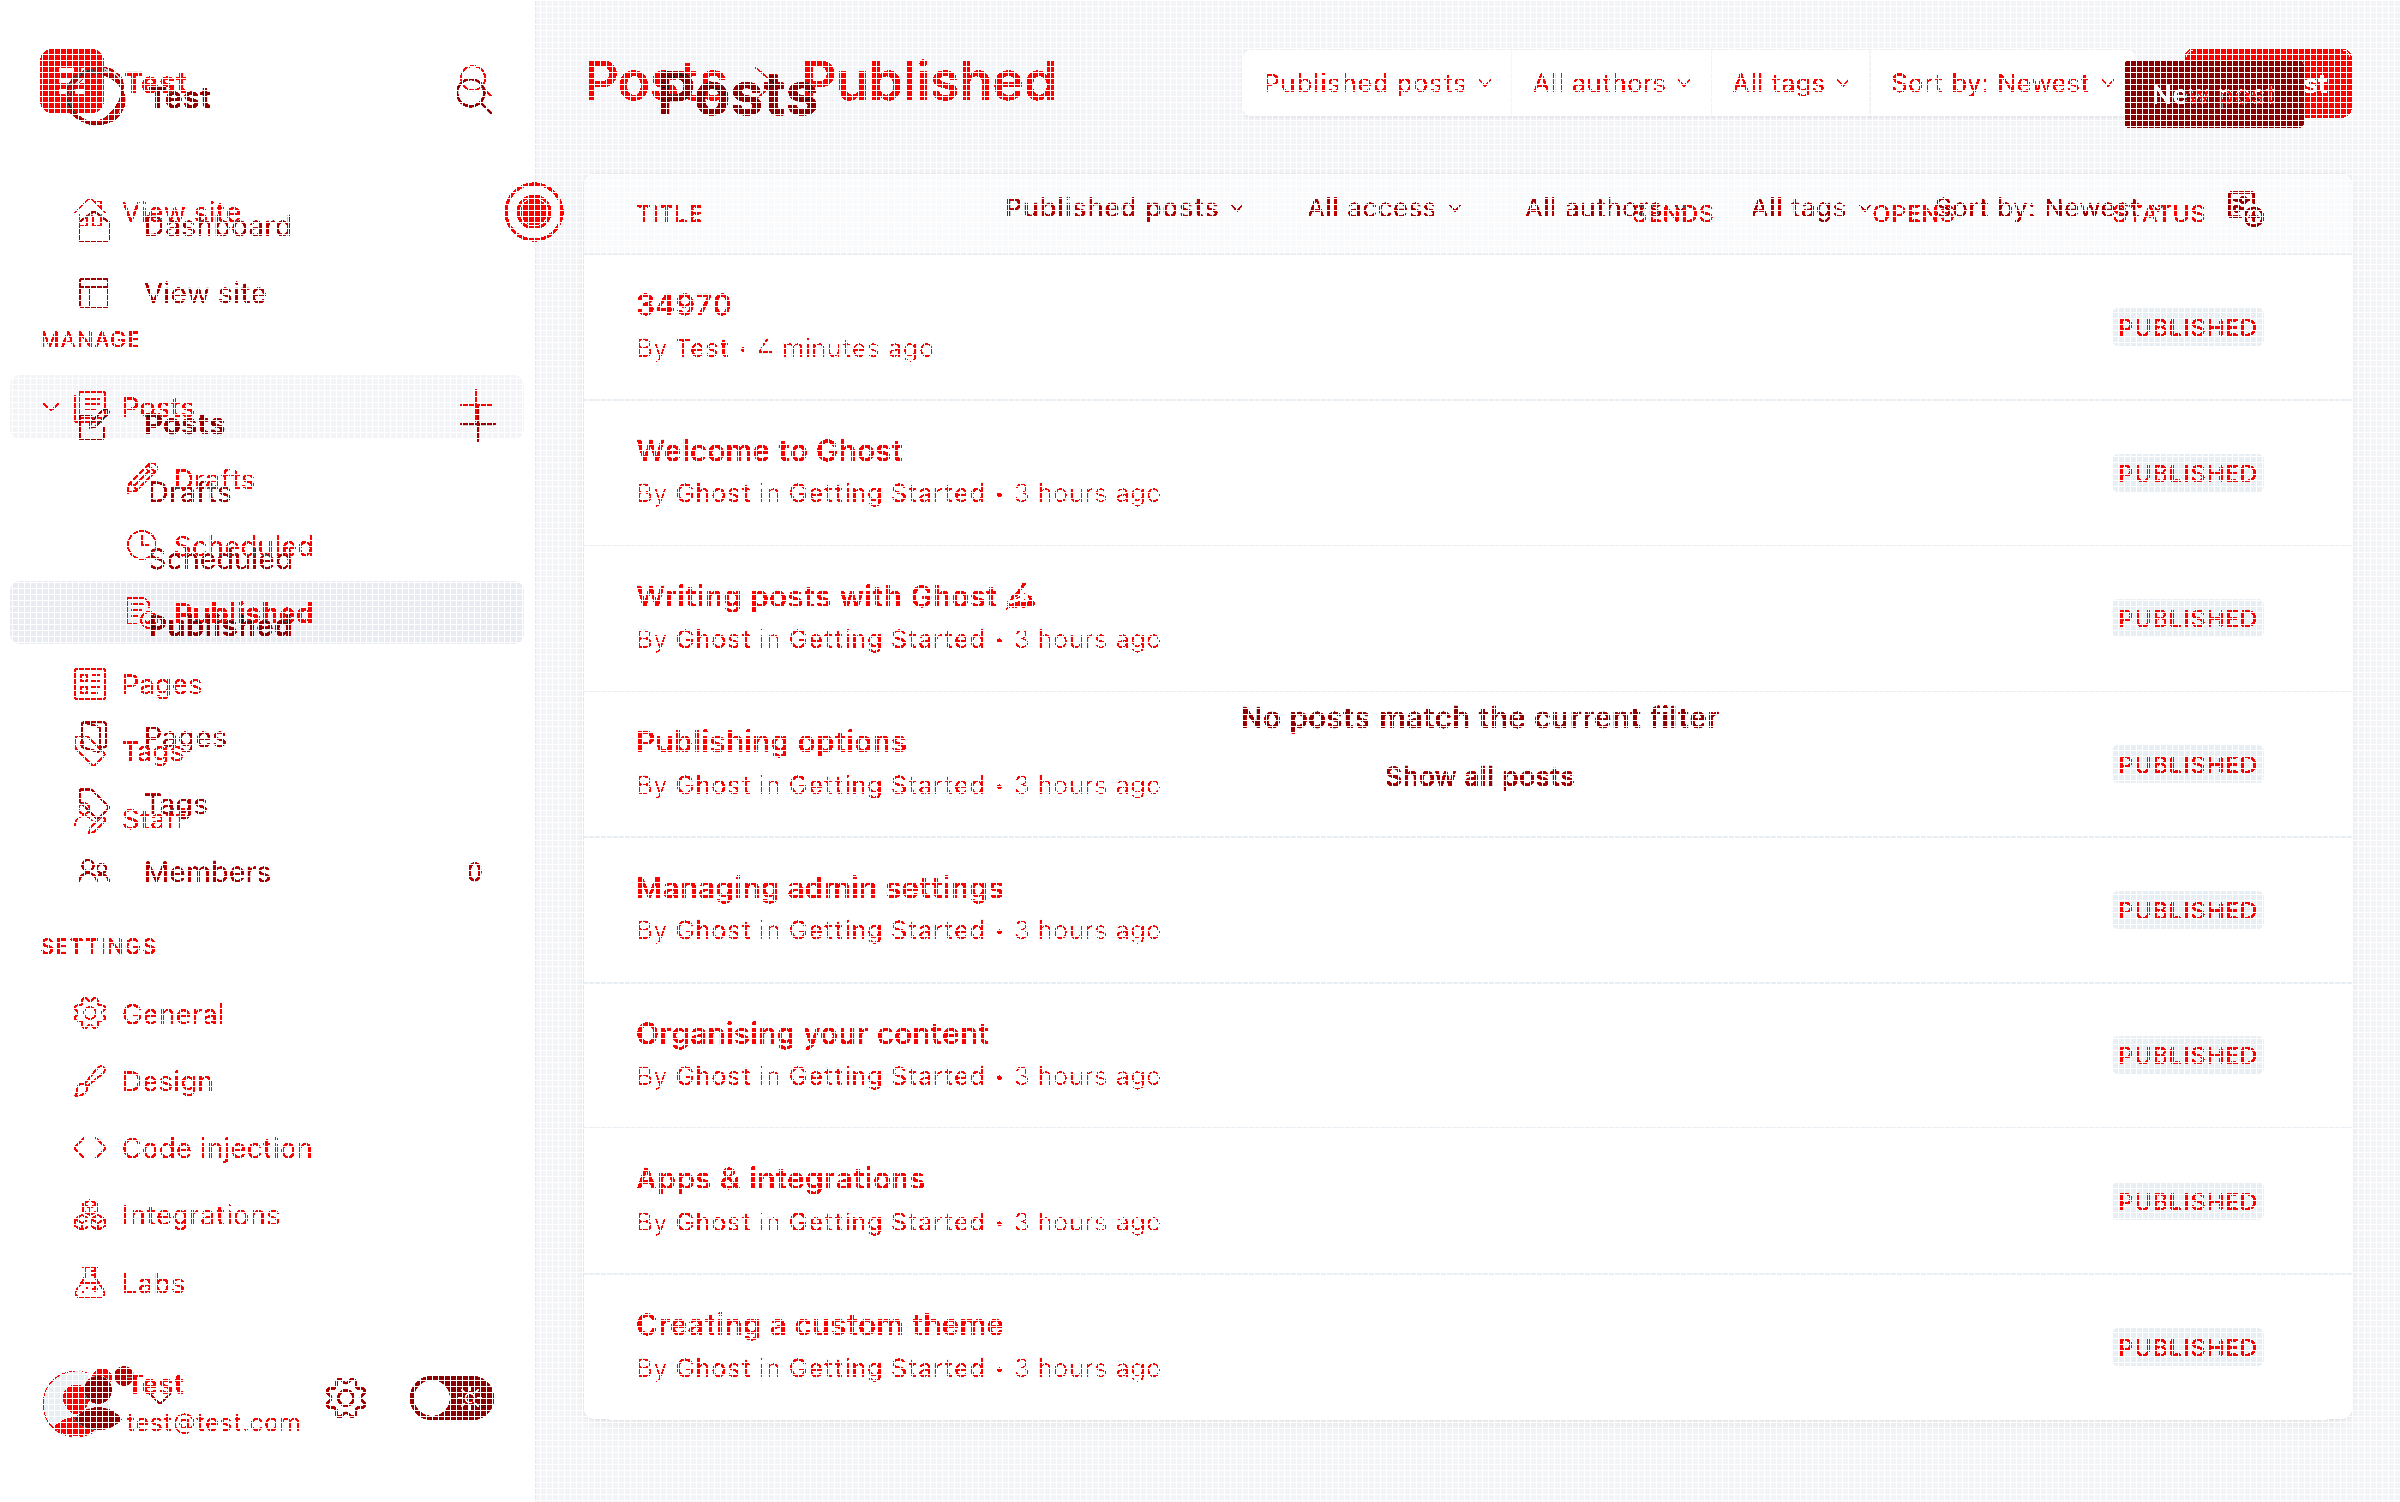 Test
Test
Posts Published
Posts
Published posts All authors All tags Sort by: Newest
View site
Dashboard
View site
TITLE
Published posts All access All authors All tags Sort by: Newest
SENDS OPENS STATUS
MANAGE
Posts
Posts
Drafts
Drafts
Scheduled
Scheduled
Published
Published
Pages
Pages
Tags
Tags
Staff
Members 0
SETTINGS
General
Design
Code injection
Integrations
Labs
Test
test@test.com
34970
By Test • 4 minutes ago
PUBLISHED
Welcome to Ghost
By Ghost in Getting Started • 3 hours ago
PUBLISHED
Writing posts with Ghost ✍️
By Ghost in Getting Started • 3 hours ago
PUBLISHED
No posts match the current filter
Show all posts
Publishing options
By Ghost in Getting Started • 3 hours ago
PUBLISHED
Managing admin settings
By Ghost in Getting Started • 3 hours ago
PUBLISHED
Organising your content
By Ghost in Getting Started • 3 hours ago
PUBLISHED
Apps & integrations
By Ghost in Getting Started • 3 hours ago
PUBLISHED
Creating a custom theme
By Ghost in Getting Started • 3 hours ago
PUBLISHED